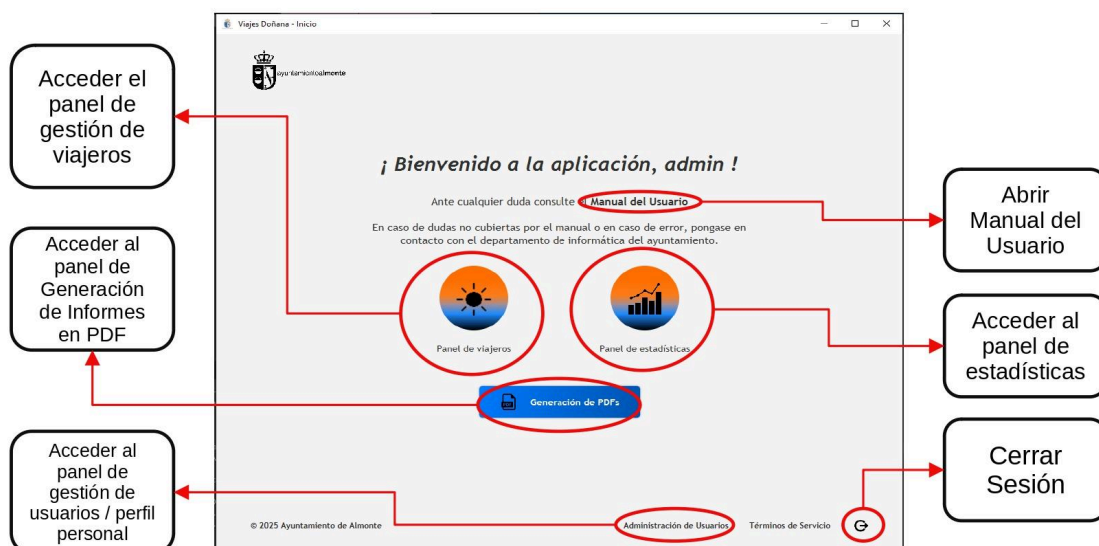 Viajes Doñana - Inicio
ayuntamientoalmonte
Acceder el
panel de
gestión de
viajeros
¡ Bienvenido a la aplicación, admin !
Ante cualquier duda consulte el Manual del Usuario
En caso de dudas no cubiertas por el manual o en caso de error, pongase en
contacto con el departamento de informática del ayuntamiento.
Abrir
Manual del
Usuario
Acceder al
panel de
Generación
de Informes
en PDF
Panel de viajeros
Panel de estadísticas
Acceder al
panel de
estadísticas
PDF
Generación de PDFs
Acceder al
panel de
gestión de
usuarios / perfil
personal
Cerrar
Sesión
© 2025 Ayuntamiento de Almonte
Administración de Usuarios
Términos de Servicio